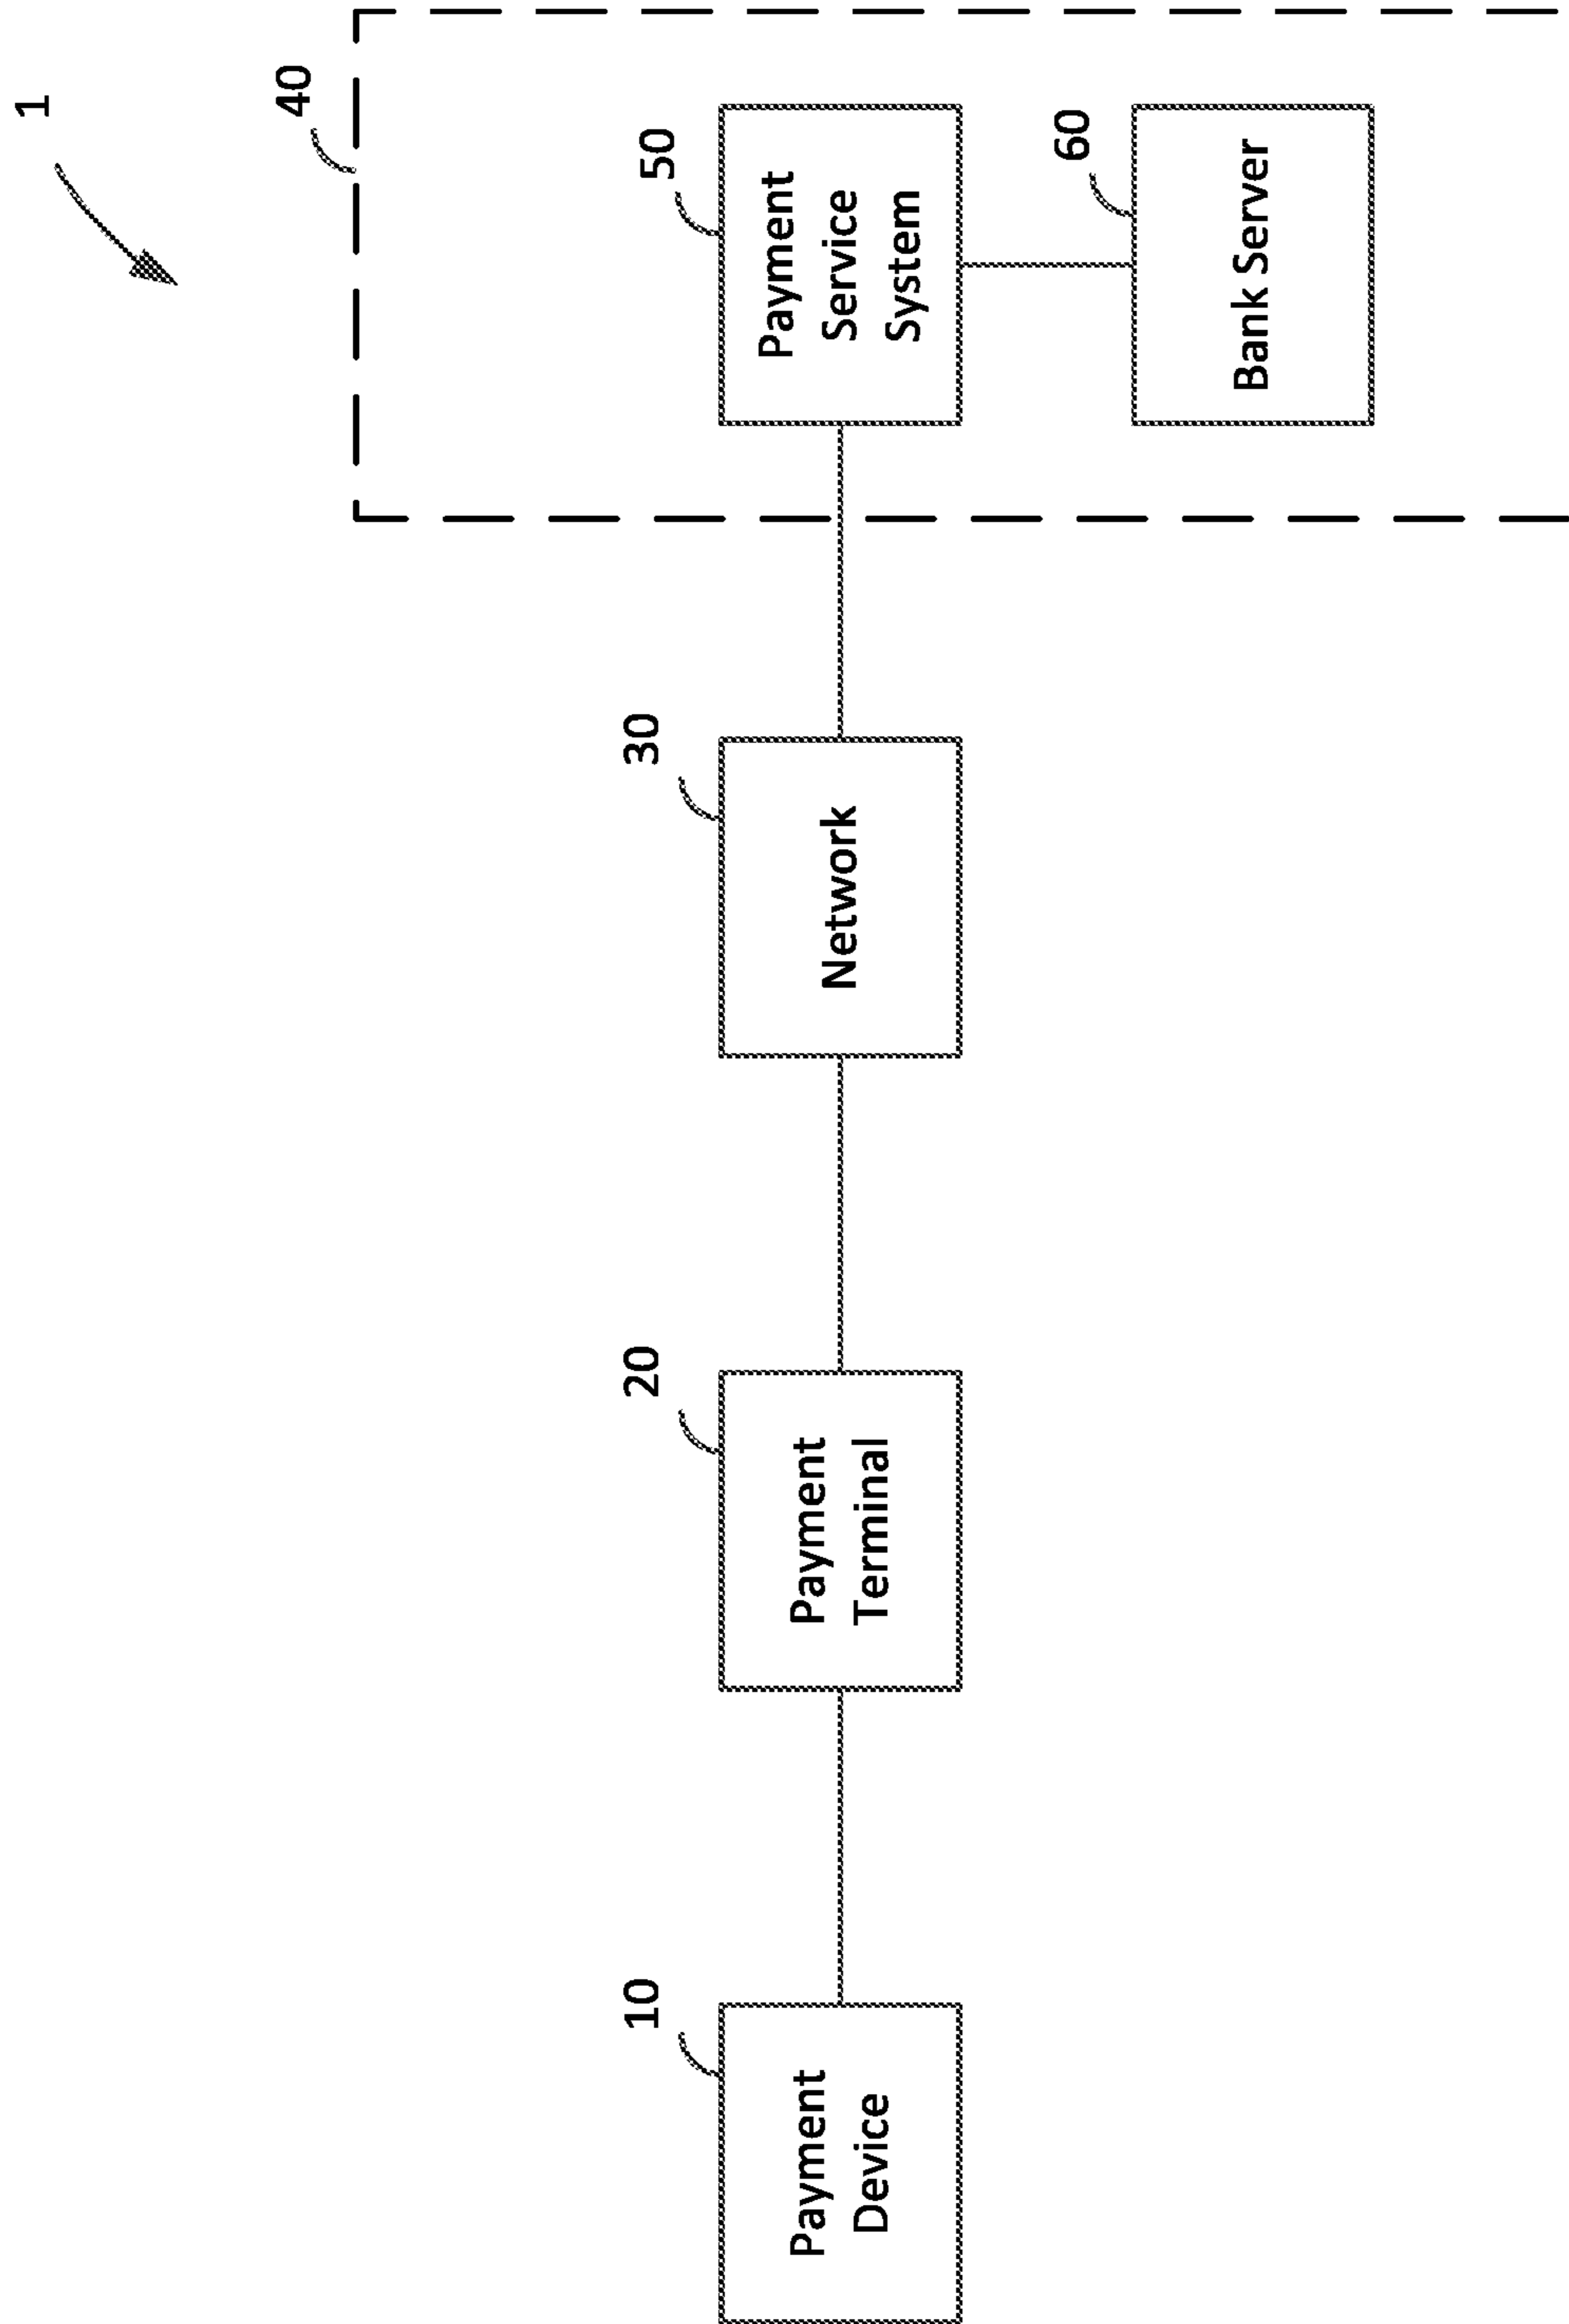 1
40
10
Payment
Device
20
Payment
Terminal
30
Network
50
Payment
Service
System
60
Bank Server